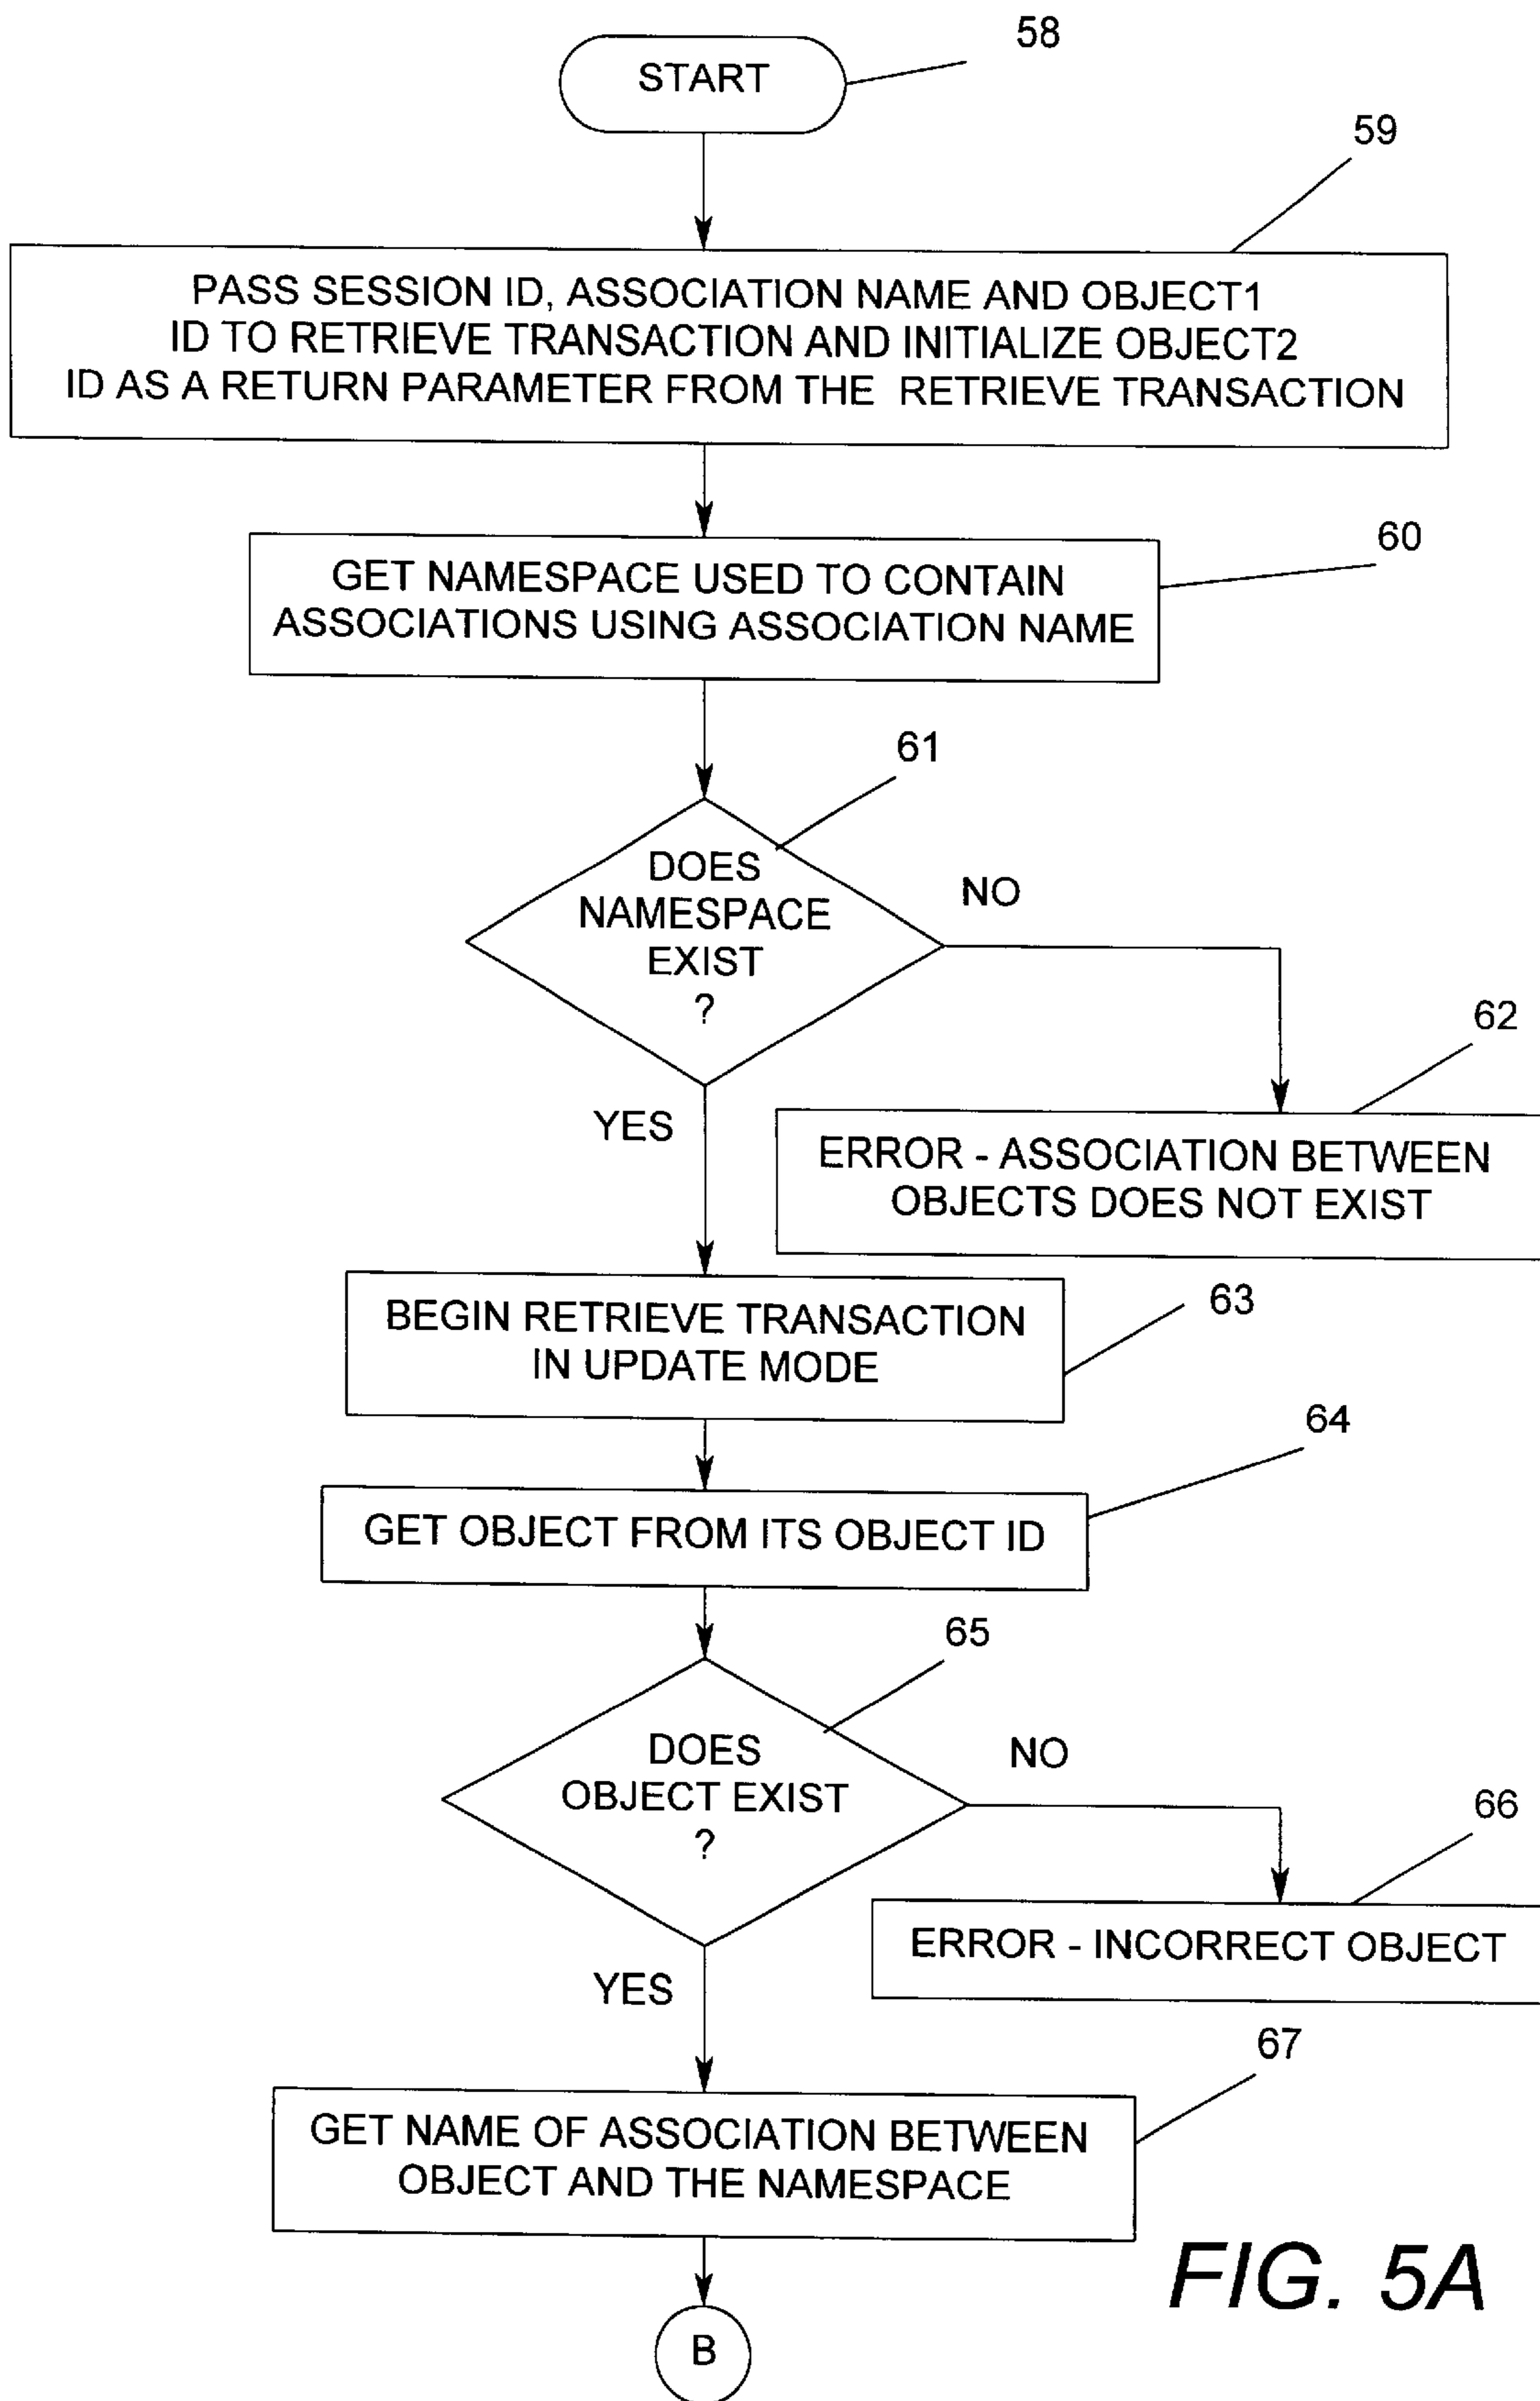 58
START
59
PASS SESSION ID, ASSOCIATION NAME AND OBJECT1
ID TO RETRIEVE TRANSACTION AND INITIALIZE OBJECT2
ID AS A RETURN PARAMETER FROM THE RETRIEVE TRANSACTION
60
GET NAMESPACE USED TO CONTAIN
ASSOCIATIONS USING ASSOCIATION NAME
61
DOES
NAMESPACE
EXIST
?
NO
62
YES
ERROR - ASSOCIATION BETWEEN
OBJECTS DOES NOT EXIST
63
BEGIN RETRIEVE TRANSACTION
IN UPDATE MODE
64
GET OBJECT FROM ITS OBJECT ID
65
DOES
OBJECT EXIST
?
NO
66
ERROR - INCORRECT OBJECT
YES
67
GET NAME OF ASSOCIATION BETWEEN
OBJECT AND THE NAMESPACE
FIG. 5A
B